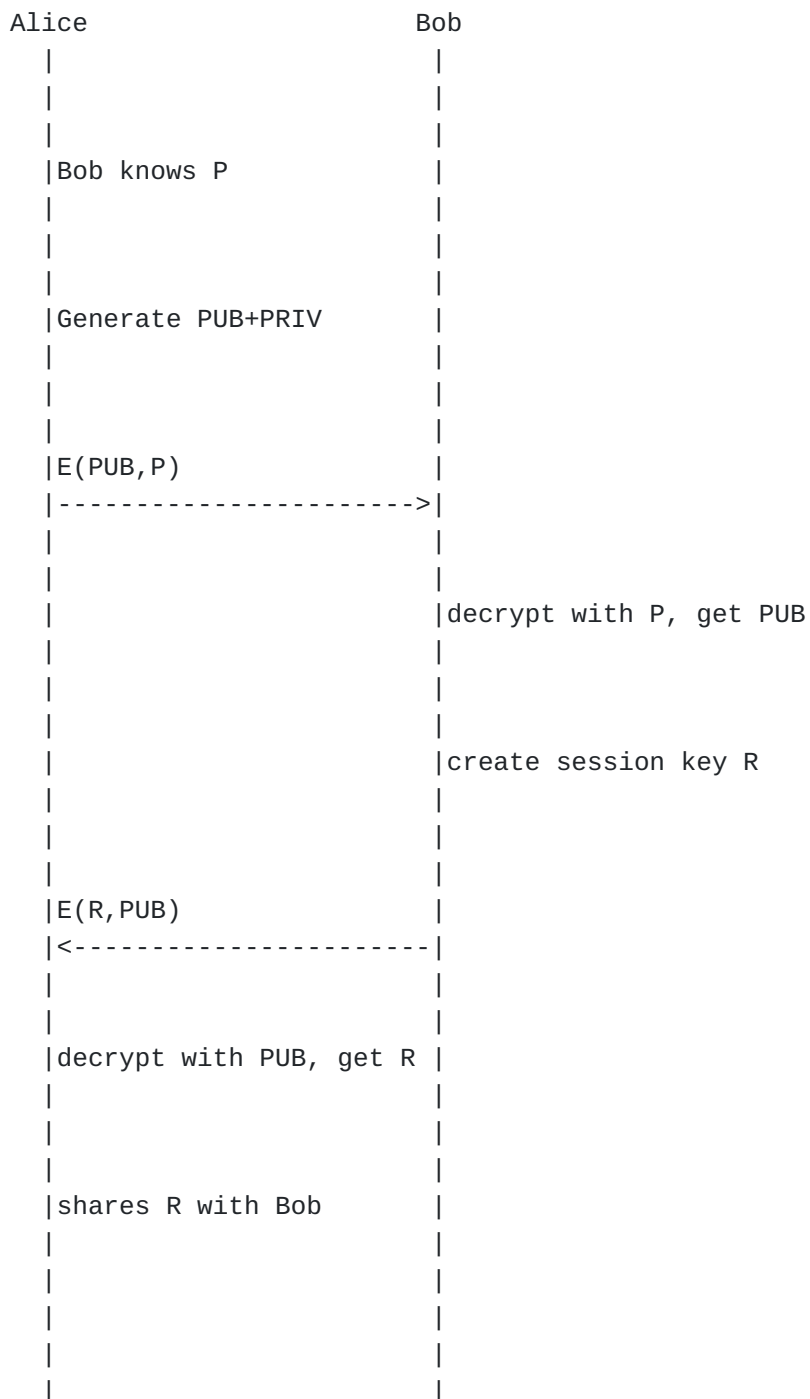 Alice Bob
Bob knows P
Generate PUB+PRIV
E(PUB,P)
decrypt with P, get PUB
create session key R
E(R,PUB)
decrypt with PUB, get R
shares R with Bob